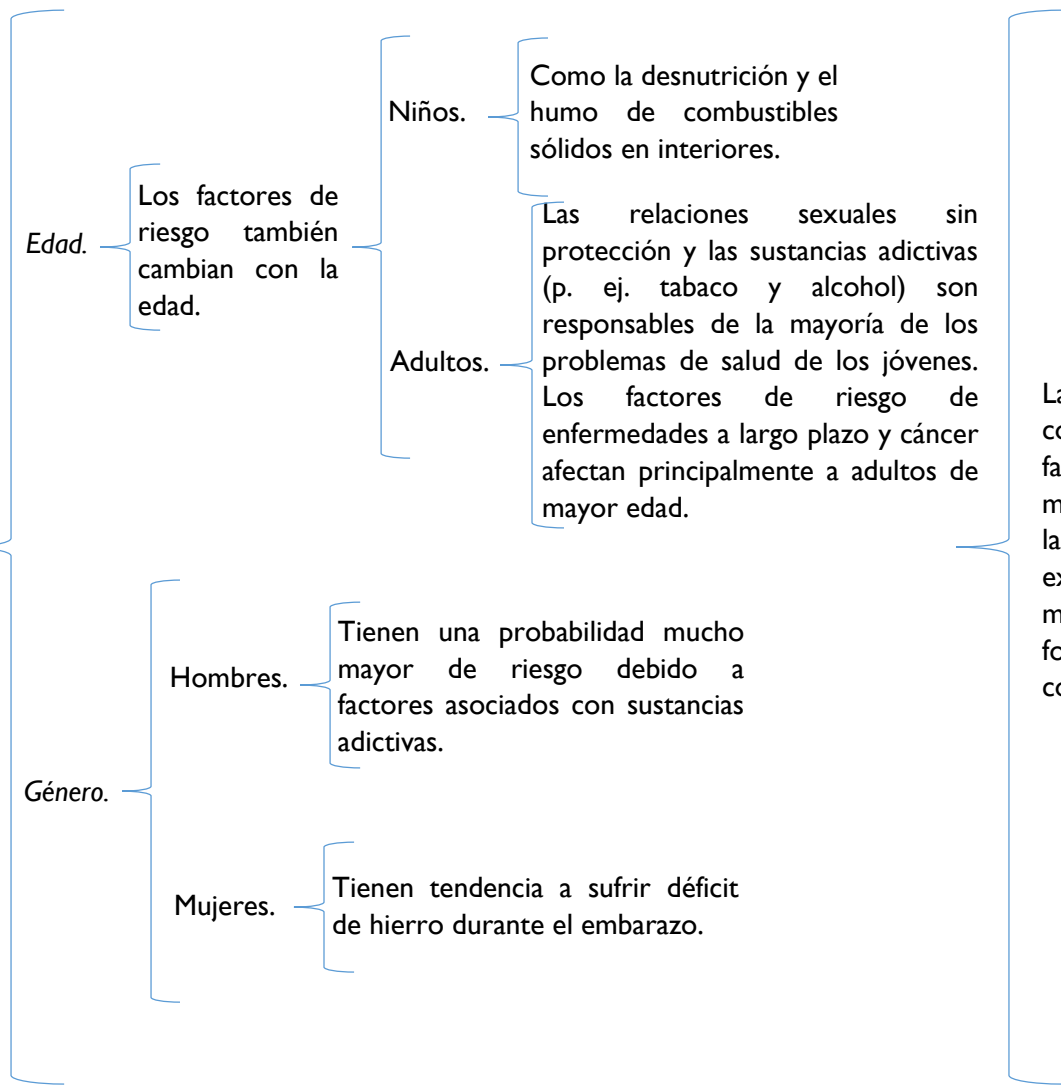 Niños.
Como la desnutrición y el
humo de combustibles
sólidos en interiores.
Edad.
Los factores de
riesgo también
cambian con la
edad.
Adultos.
Las relaciones sexuales sin
protección y las sustancias adictivas
(p. ej. tabaco y alcohol) son
responsables de la mayoría de los
problemas de salud de los jóvenes.
Los factores de riesgo de
enfermedades a largo plazo y cáncer
afectan principalmente a adultos de
mayor edad.
Género.
Hombres.
Tienen una probabilidad mucho
mayor de riesgo debido a
factores asociados con sustancias
adictivas.
Mujeres.
Tienen tendencia a sufrir déficit
de hierro durante el embarazo.